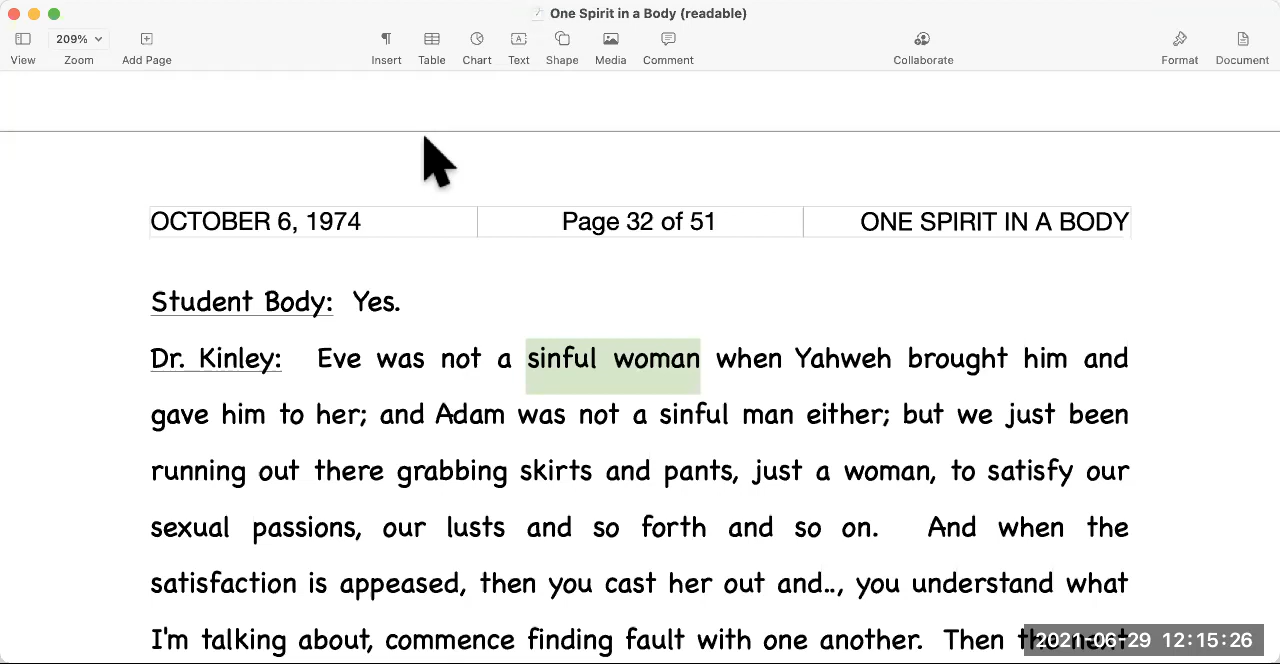 One Spirit in a Body (readable)
209%
View Zoom Add Page Insert Table Chart Text Shape Media Comment Collaborate Format Document
OCTOBER 6, 1974 Page 32 of 51 ONE SPIRIT IN A BODY
Student Body: Yes.
Dr. Kinley: Eve was not a sinful woman when Yahweh brought him and
gave him to her; and Adam was not a sinful man either; but we just been
running out there grabbing skirts and pants, just a woman, to satisfy our
sexual passions, our lusts and so forth and so on. And when the
satisfaction is appeased, then you cast her out and.., you understand what
I'm talking about, commence finding fault with one another. Then the next
2021-06-29 12:15:26